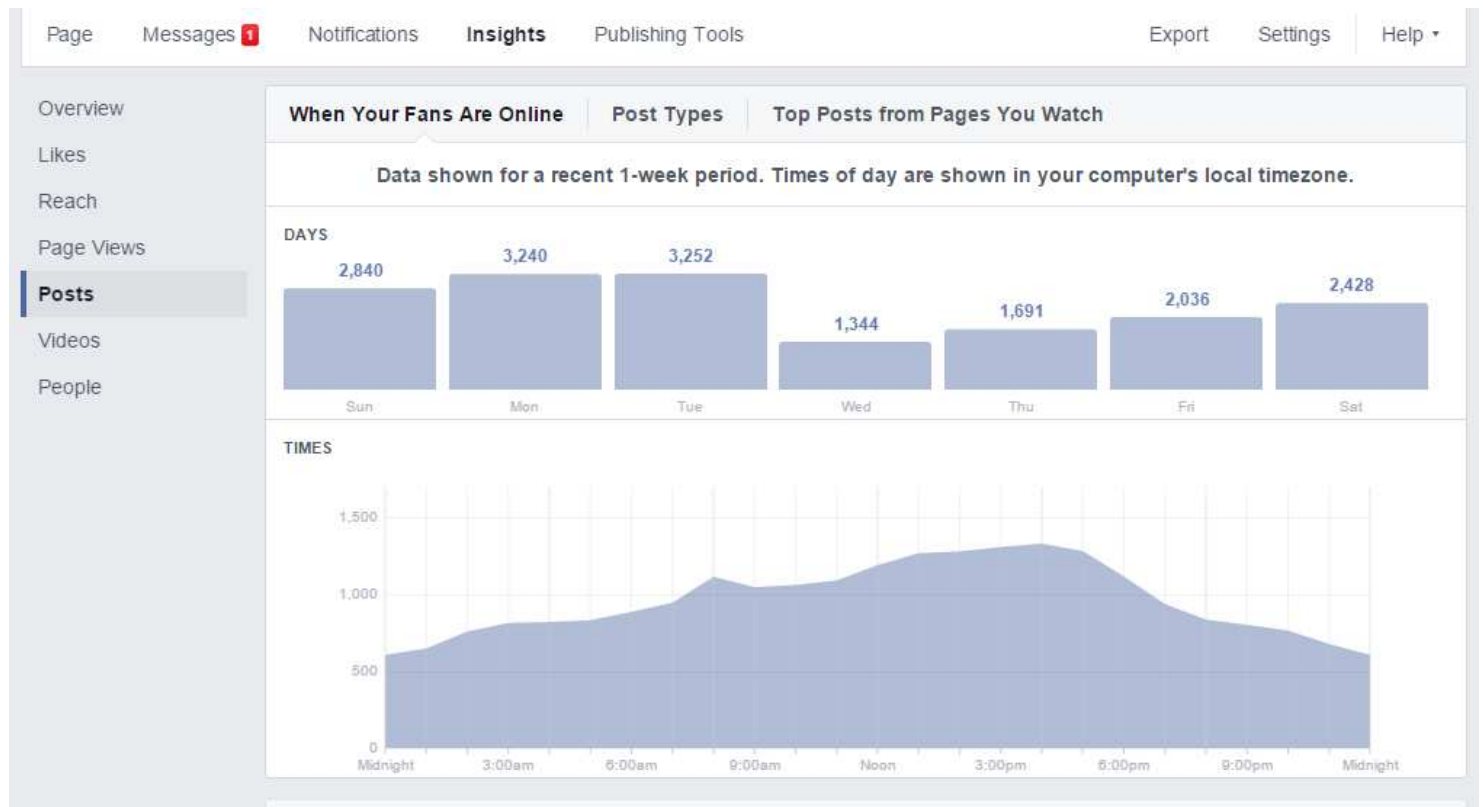 Page Messages 1 Notifications Insights Publishing Tools Export Settings Help
Overview
Likes
Reach
Page Views
Posts
Videos
People
When Your Fans Are Online Post Types Top Posts from Pages You Watch
Data shown for a recent 1-week period. Times of day are shown in your computer's local timezone.
DAYS
2,840 3,240 3,252 1,344 1,691 2,036 2,428
Sun Mon Tue Wed Thu Fri Sat
TIMES
1,500
1,000
500
0
Midnight 3:00am 6:00am 9:00am Noon 3:00pm 6:00pm 9:00pm Midnight